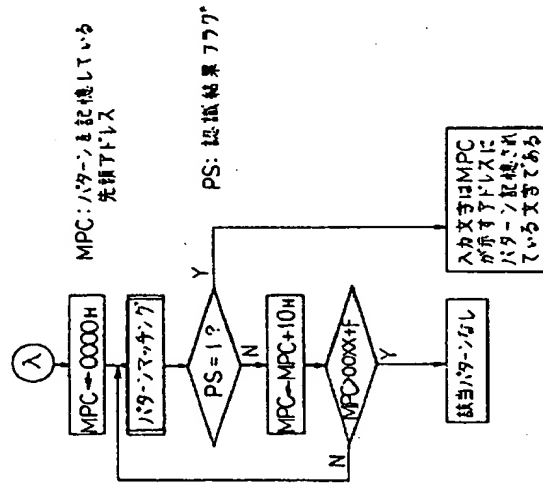 λ
MPC←0000H
MPC:パターンを記憶している
先頭アドレス
パターンマッチング
PS=1?
PS:認識結果フラグ
Y
N
MPC←MPC+10H
MPC>00XX+F
N
Y
該当パターンなし
入力文字はMPC
が示すアドレスに
パターン記憶され
ている文字である